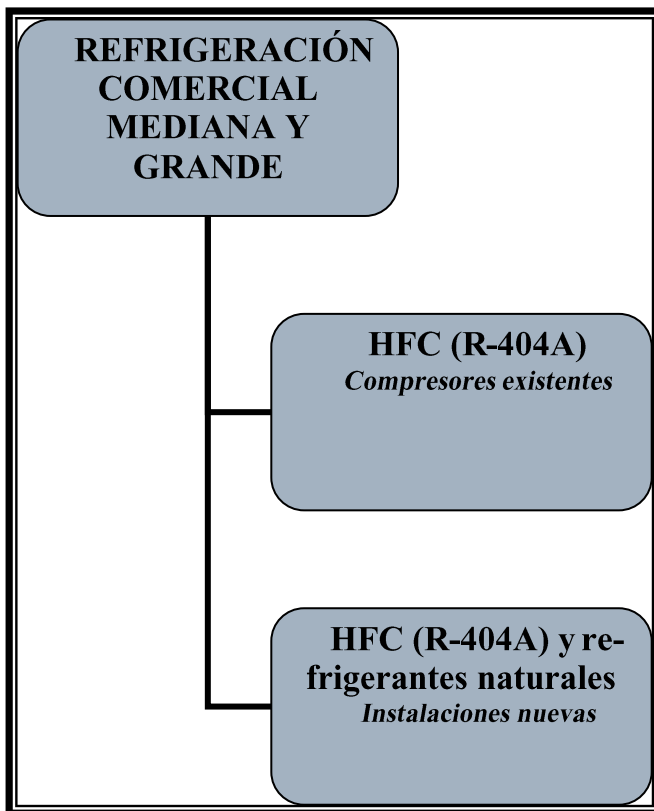 REFRIGERACIÓN
COMERCIAL
MEDIANA Y
GRANDE
HFC (R-404A)
Compresores existentes
HFC (R-404A) y re-
frigerantes naturales
Instalaciones nuevas